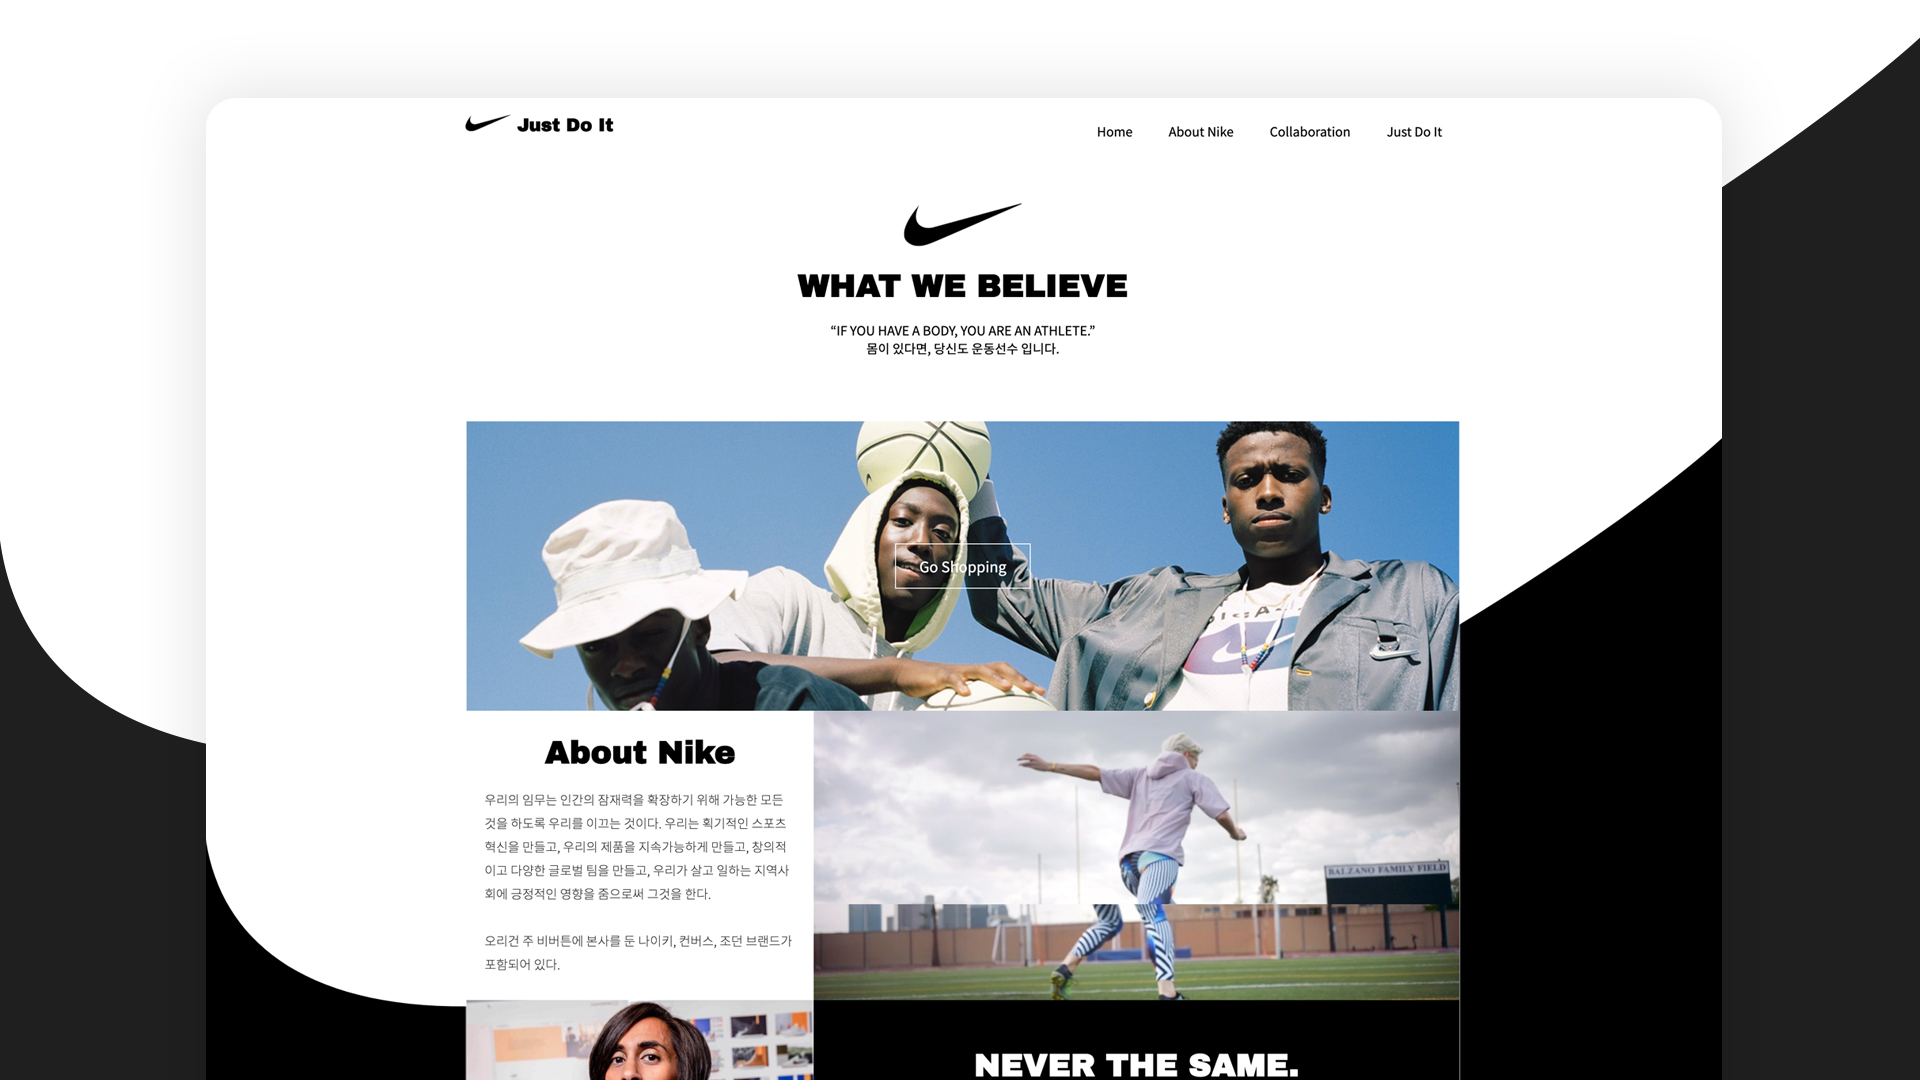 Just Do It
Home About Nike Collaboration Just Do It
WHAT WE BELIEVE
“IF YOU HAVE A BODY, YOU ARE AN ATHLETE.”
몸이 있다면, 당신도 운동선수 입니다.
Go Shopping
About Nike
우리의 임무는 인간의 잠재력을 확장하기 위해 가능한 모든
것을 하도록 우리를 이끄는 것이다. 우리는 획기적인 스포츠
혁신을 만들고, 우리의 제품을 지속가능하게 만들고, 창의적
이고 다양한 글로벌 팀을 만들고, 우리가 살고 일하는 지역사
회에 긍정적인 영향을 줌으로써 그것을 한다.
오리건 주 비버튼에 본사를 둔 나이키, 컨버스, 조던 브랜드가
포함되어 있다.
BALZANO FAMILY FIELD
NEVER THE SAME.